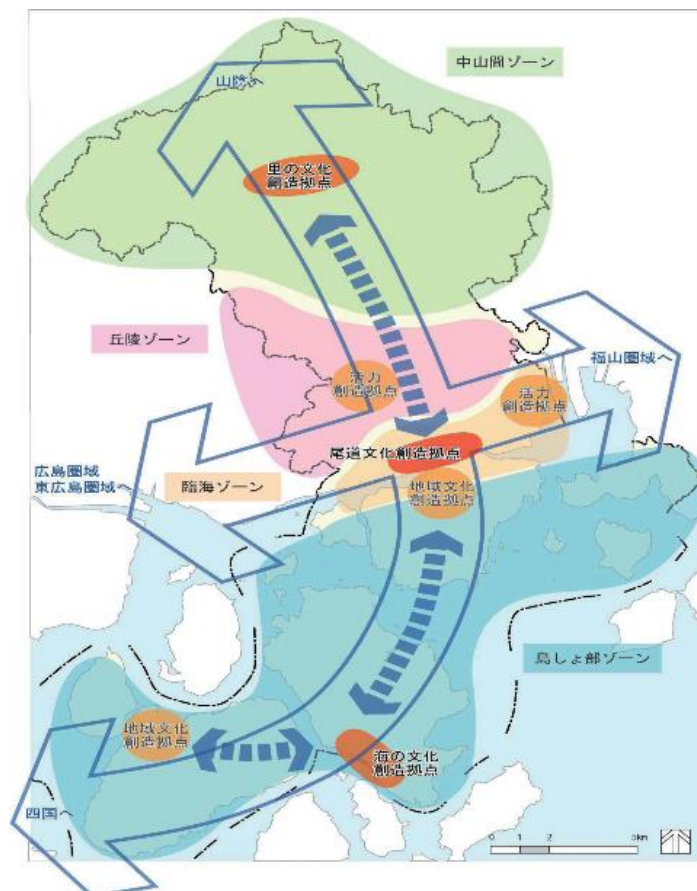 中山間ゾーン
山陰へ
里の文化
創造拠点
丘陵ゾーン
福山圏域へ
活力
創造拠点
活力
創造拠点
尾道文化創造拠点
広島圏域
東広島圏域へ
臨海ゾーン
地域文化
創造拠点
島しょ部ゾーン
地域文化
創造拠点
海の文化
創造拠点
四国へ
0 1 2 5km